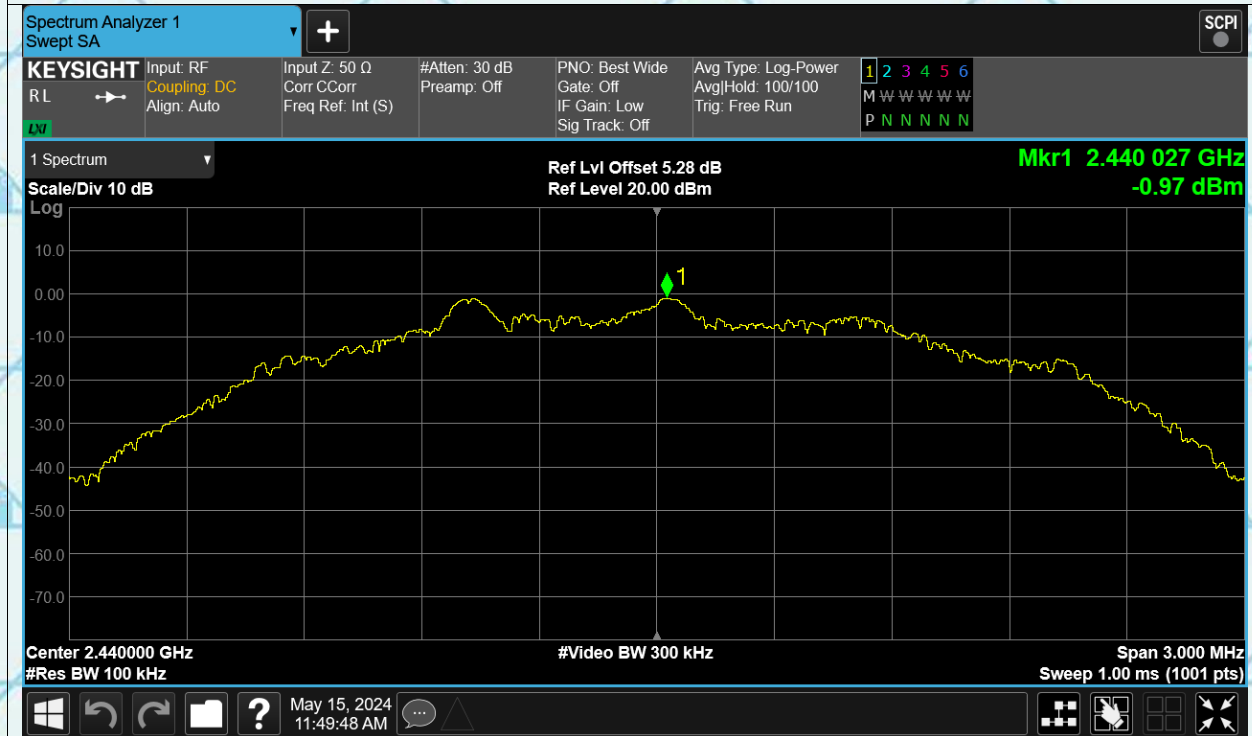 Spectrum Analyzer 1
Swept SA
SCPI
KEYSIGHT
R L
LXI
Input: RF
Coupling: DC
Align: Auto
Input Z: 50 Ω
Corr CCorr
Freq Ref: Int (S)
#Atten: 30 dB
Preamp: Off
PNO: Best Wide
Gate: Off
IF Gain: Low
Sig Track: Off
Avg Type: Log-Power
Avg|Hold: 100/100
Trig: Free Run
1 2 3 4 5 6
M W W W W W
P N N N N N
1 Spectrum
Scale/Div 10 dB
Ref Lvl Offset 5.28 dB
Ref Level 20.00 dBm
Mkr1 2.440 027 GHz
-0.97 dBm
Log
10.0
0.00
-10.0
-20.0
-30.0
-40.0
-50.0
-60.0
-70.0
1
Center 2.440000 GHz
#Res BW 100 kHz
#Video BW 300 kHz
Span 3.000 MHz
Sweep 1.00 ms (1001 pts)
?
May 15, 2024
11:49:48 AM